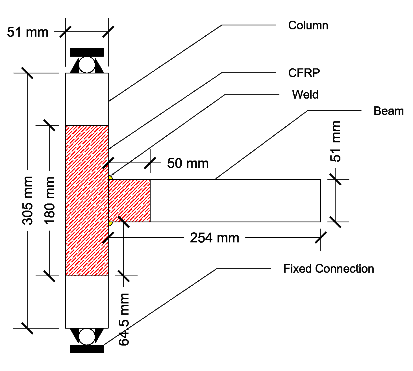 51 mm
Column
CFRP
Weld
Beam
50 mm
51 mm
305 mm
180 mm
254 mm
64.5 mm
Fixed Connection